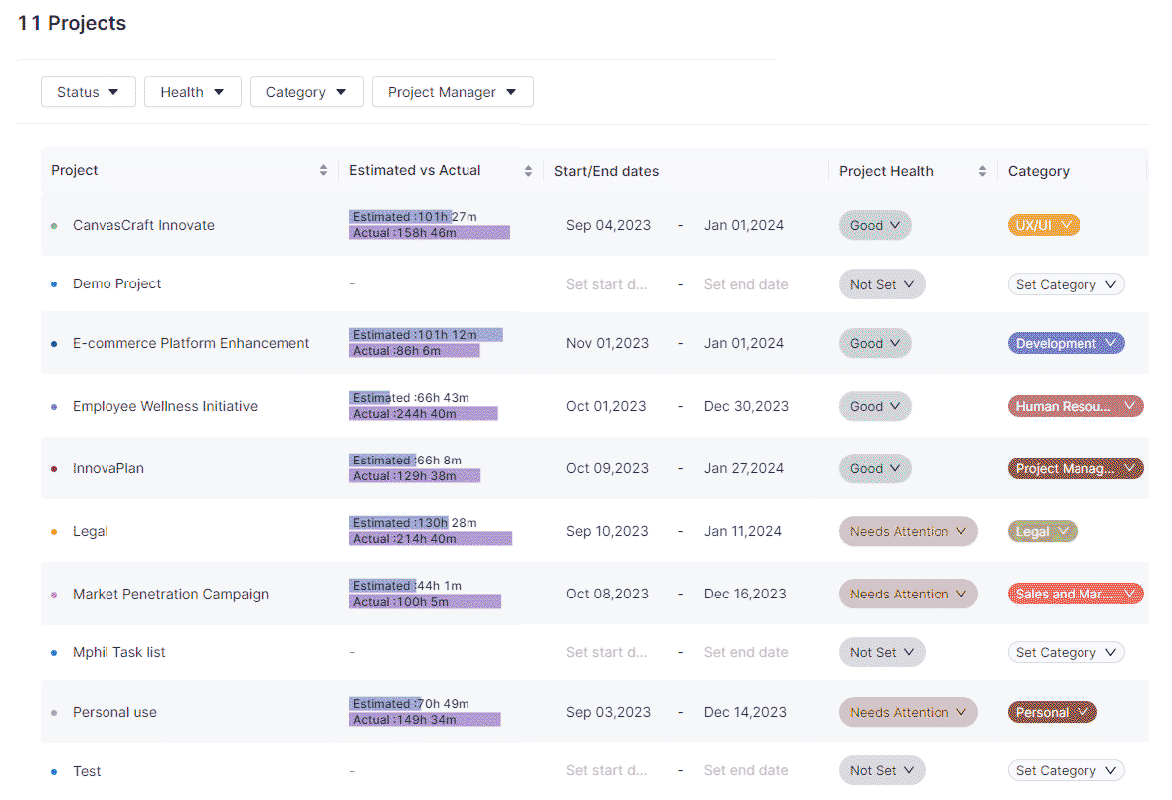 11 Projects
Status Health Category Project Manager
Project Estimated vs Actual Start/End dates Project Health Category
CanvasCraft Innovate Estimated :101h 27m Actual :158h 46m Sep 04,2023 - Jan 01,2024 Good UX/UI
Demo Project - Set start d... - Set end date Not Set Set Category
E-commerce Platform Enhancement Estimated :101h 12m Actual :86h 6m Nov 01,2023 - Jan 01,2024 Good Development
Employee Wellness Initiative Estimated :66h 43m Actual :244h 40m Oct 01,2023 - Dec 30,2023 Good Human Resou...
InnovaPlan Estimated :66h 8m Actual :129h 38m Oct 09,2023 - Jan 27,2024 Good Project Manag...
Legal Estimated :130h 28m Actual :214h 40m Sep 10,2023 - Jan 11,2024 Needs Attention Legal
Market Penetration Campaign Estimated :44h 1m Actual :100h 5m Oct 08,2023 - Dec 16,2023 Needs Attention Sales and Mar...
Mphil Task list - Set start d... - Set end date Not Set Set Category
Personal use Estimated :70h 49m Actual :149h 34m Sep 03,2023 - Dec 14,2023 Needs Attention Personal
Test - Set start d... - Set end date Not Set Set Category